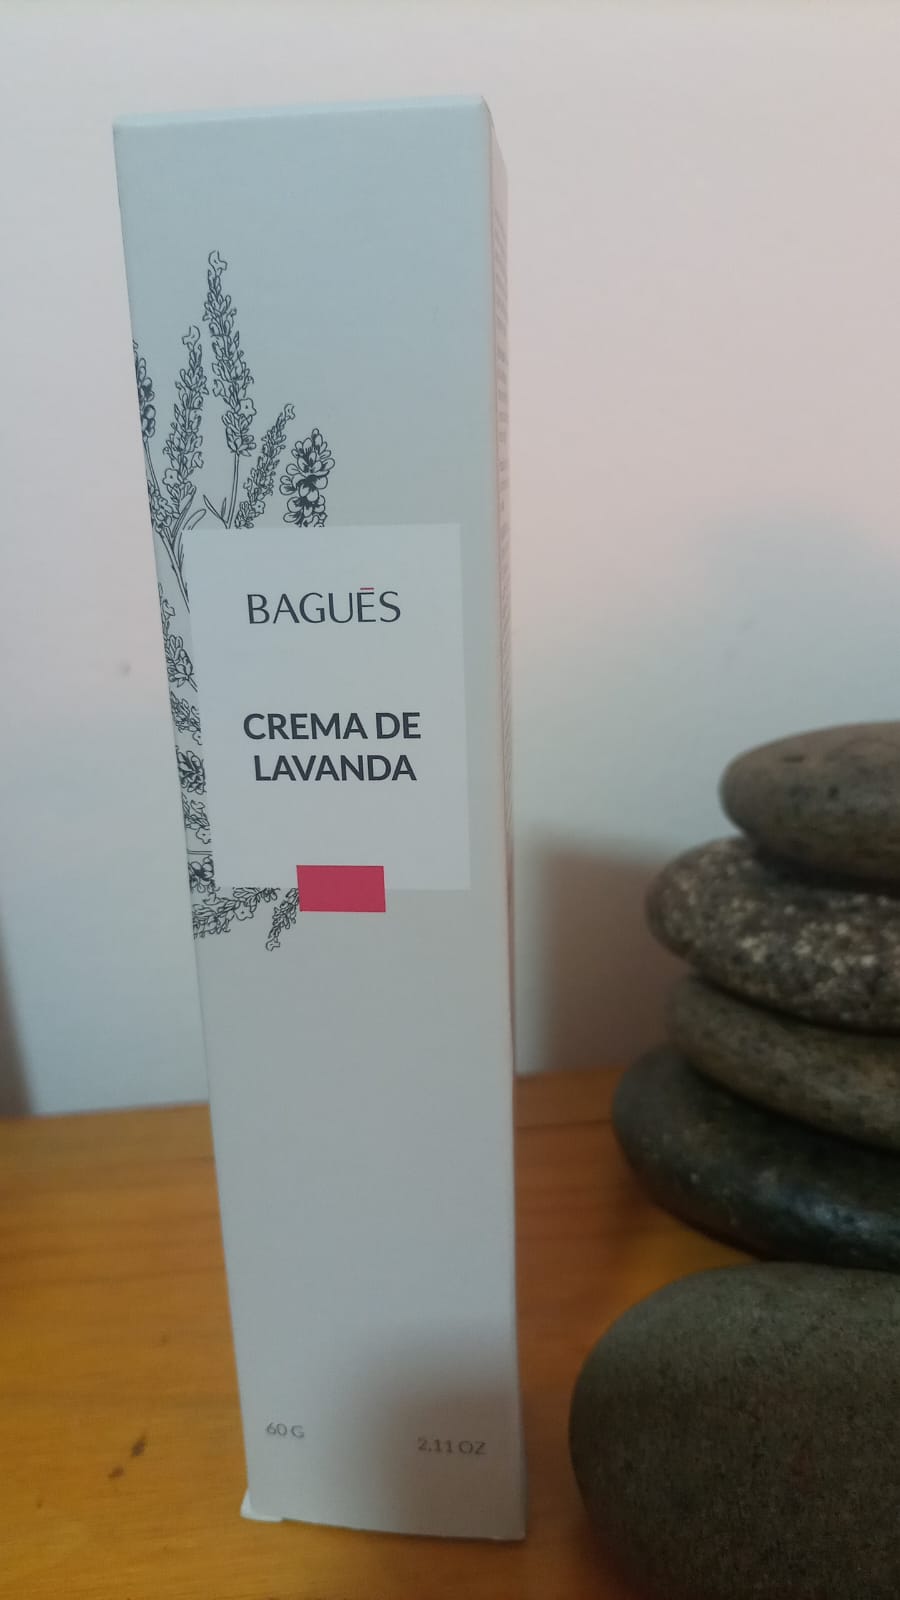 BAGUĒS
CREMA DE
LAVANDA
60 G
2.11 OZ